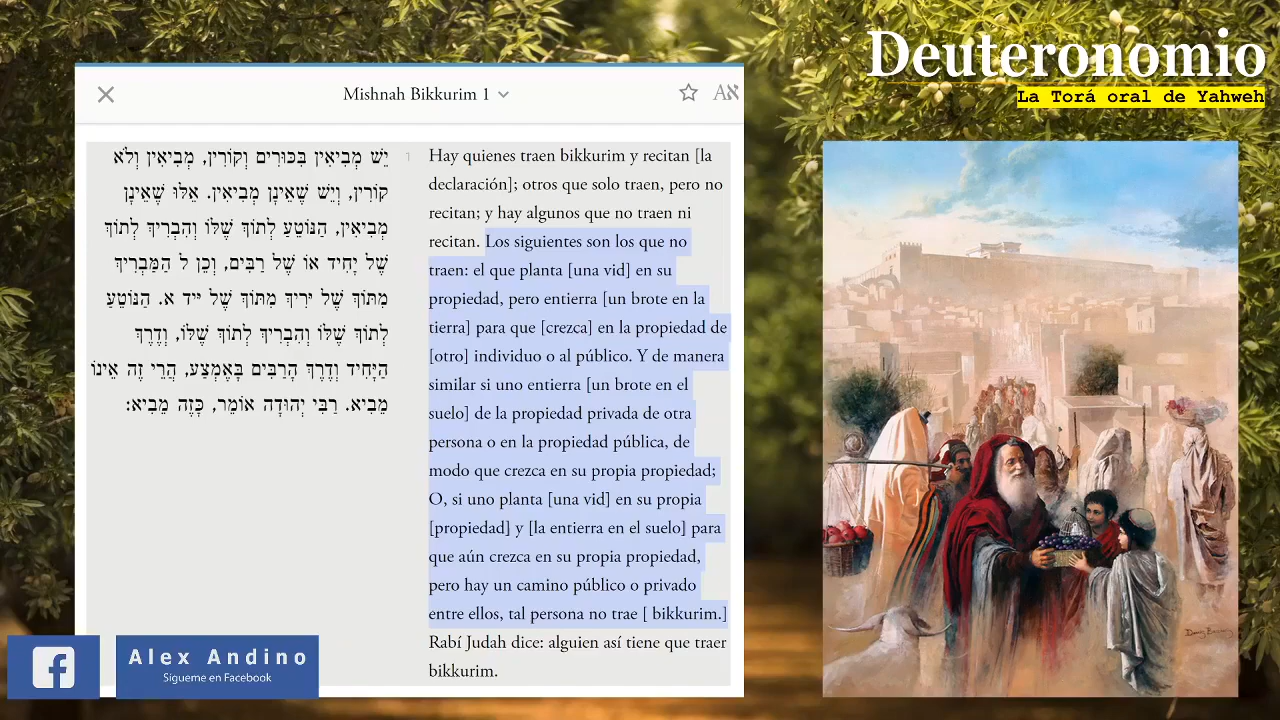 Deuteronomio
La Torá oral de Yahweh
Mishnah Bikkurim 1
Aא
יֵשׁ מְבִיאִין בִּכּוּרִים וְקוֹרִין, מְבִיאִין וְלֹא
קוֹרִין, וְיֵשׁ שֶׁאֵינָן מְבִיאִין. אֵלּוּ שֶׁאֵינָן
מְבִיאִין, הַנּוֹטֵעַ לְתוֹךְ שֶׁלּוֹ וְהִבְרִיךְ לְתוֹךְ
שֶׁל יָחִיד אוֹ שֶׁל רַבִּים, וְכֵן ל הַמַּבְרִיךְ
מִתּוֹךְ שֶׁל יְרִיךְ מִתּוֹךְ שֶׁל יִיד א. הַנּוֹטֵעַ
לְתוֹךְ שֶׁלּוֹ וְהִבְרִיךְ לְתוֹךְ שֶׁלּוֹ, וְדֶרֶךְ
הַיָּחִיד וְדֶרֶךְ הָרַבִּים בָּאֶמְצַע, הֲרֵי זֶה אֵינוֹ
מֵבִיא. רַבִּי יְהוּדָה אוֹמֵר, כָּזֶה מֵבִיא:
Hay quienes traen bikkurim y recitan [la
declaración]; otros que solo traen, pero no
recitan; y hay algunos que no traen ni
recitan. Los siguientes son los que no
traen: el que planta [una vid] en su
propiedad, pero entierra [un brote en la
tierra] para que [crezca] en la propiedad de
[otro] individuo o al público. Y de manera
similar si uno entierra [un brote en el
suelo] de la propiedad privada de otra
persona o en la propiedad pública, de
modo que crezca en su propia propiedad;
O, si uno planta [una vid] en su propia
[propiedad] y [la entierra en el suelo] para
que aún crezca en su propia propiedad,
pero hay un camino público o privado
entre ellos, tal persona no trae [ bikkurim.]
Rabí Judah dice: alguien así tiene que traer
bikkurim.
Alex Andino
Sigueme en Facebook